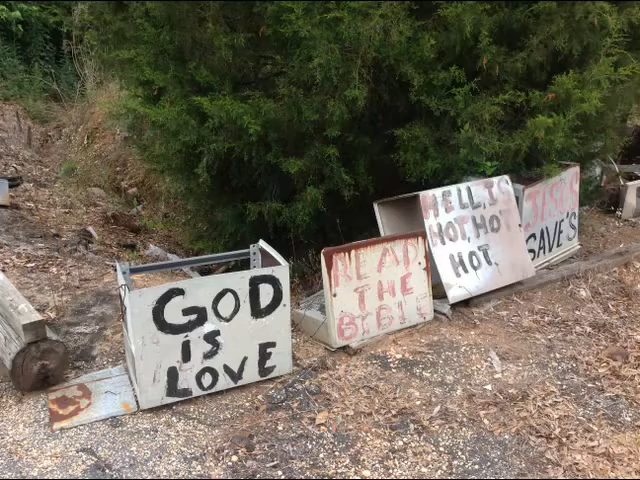 GOD
is
LOVE
READ
THE
BIBlE
HELL, IS
HOT, HOT
HOT.
JESUS
SAVE'S